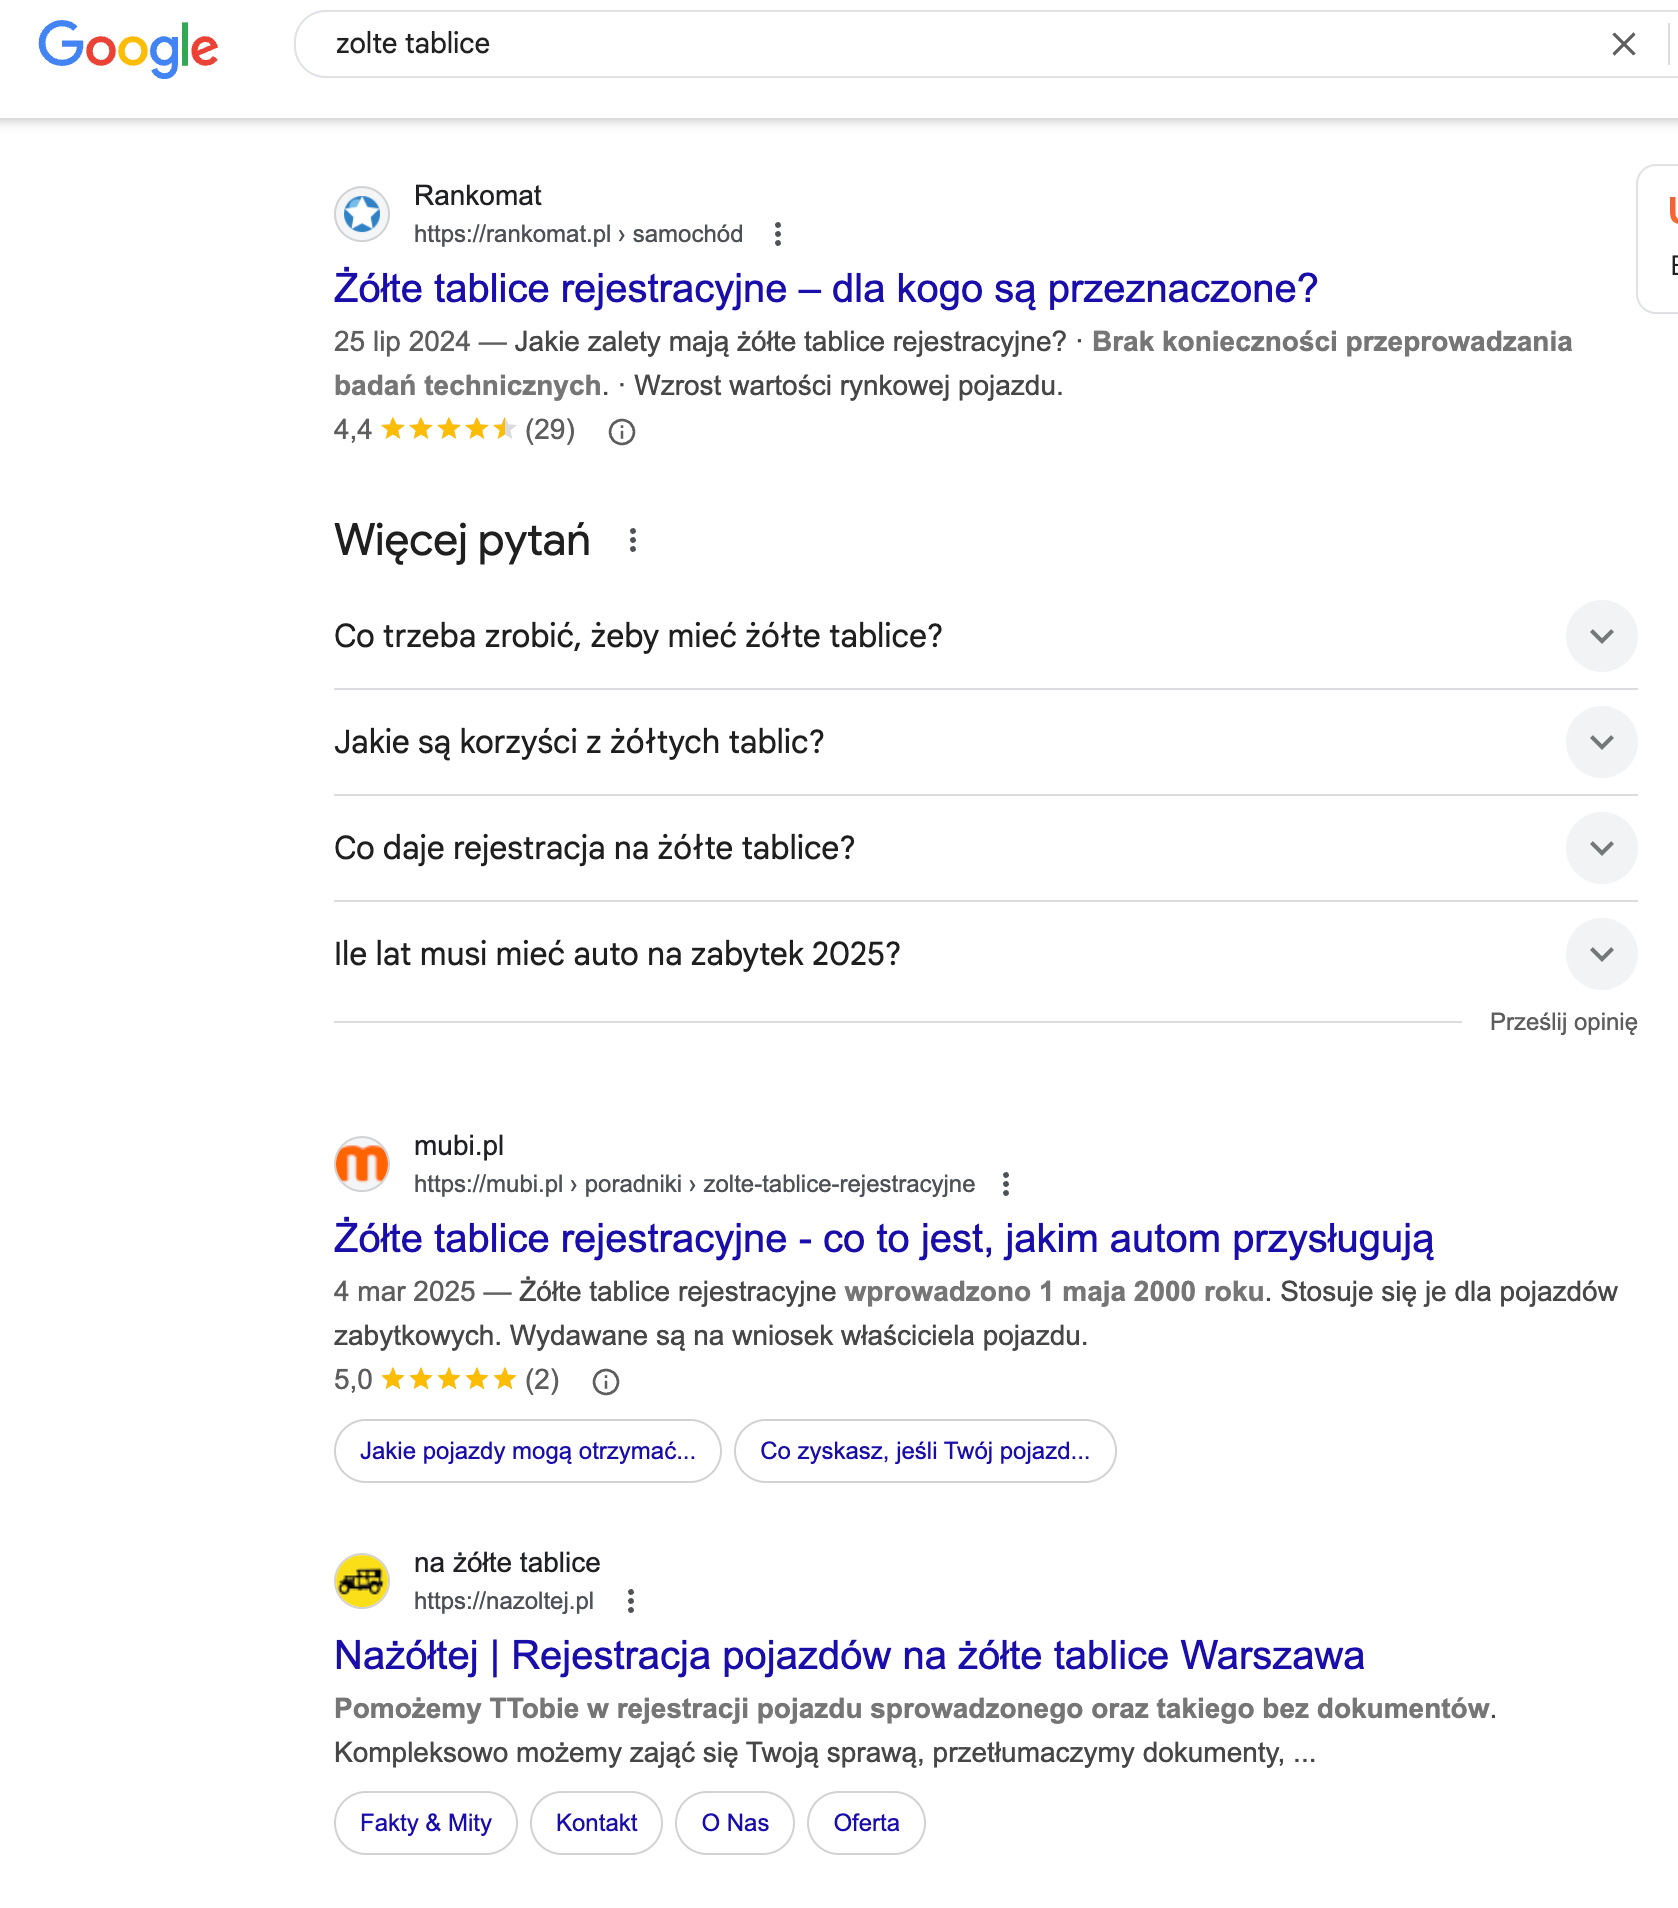 Google
zolte tablice
Rankomat
https://rankomat.pl › samochód
Żółte tablice rejestracyjne – dla kogo są przeznaczone?
25 lip 2024 — Jakie zalety mają żółte tablice rejestracyjne? · Brak konieczności przeprowadzania
badań technicznych. · Wzrost wartości rynkowej pojazdu.
4,4 (29)
Więcej pytań
Co trzeba zrobić, żeby mieć żółte tablice?
Jakie są korzyści z żółtych tablic?
Co daje rejestracja na żółte tablice?
Ile lat musi mieć auto na zabytek 2025?
Prześlij opinię
mubi.pl
https://mubi.pl › poradniki › zolte-tablice-rejestracyjne
Żółte tablice rejestracyjne - co to jest, jakim autom przysługują
4 mar 2025 — Żółte tablice rejestracyjne wprowadzono 1 maja 2000 roku. Stosuje się je dla pojazdów
zabytkowych. Wydawane są na wniosek właściciela pojazdu.
5,0 (2)
Jakie pojazdy mogą otrzymać... Co zyskasz, jeśli Twój pojazd...
na żółte tablice
https://nazoltej.pl
Nażółtej | Rejestracja pojazdów na żółte tablice Warszawa
Pomożemy TTobie w rejestracji pojazdu sprowadzonego oraz takiego bez dokumentów.
Kompleksowo możemy zająć się Twoją sprawą, przetłumaczymy dokumenty, ...
Fakty & Mity Kontakt O Nas Oferta